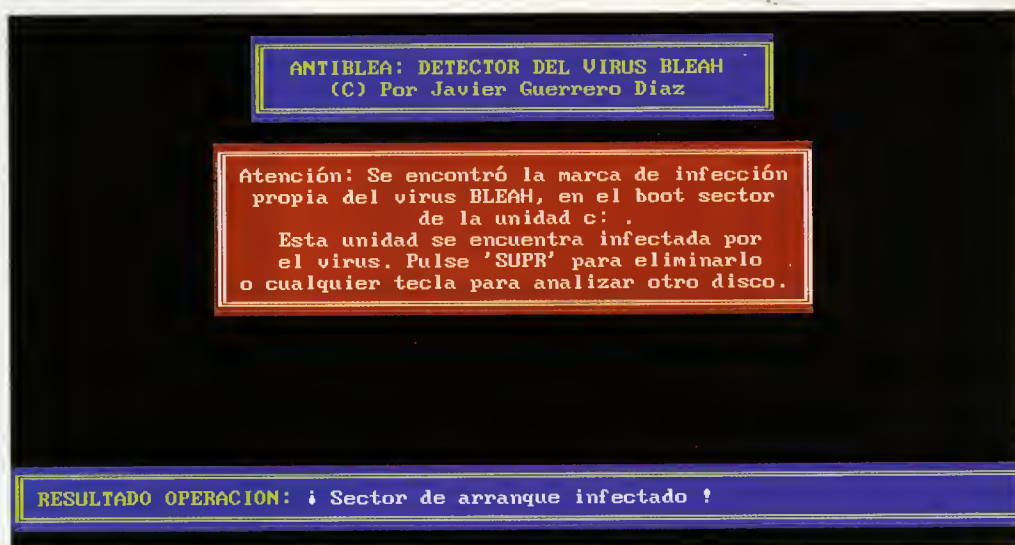 ANTIBLEA: DETECTOR DEL VIRUS BLEAH
(C) Por Javier Guerrero Diaz
Atención: Se encontró la marca de infección
propia del virus BLEAH, en el boot sector
de la unidad c: .
Esta unidad se encuentra infectada por
el virus. Pulse 'SUPR' para eliminarlo
o cualquier tecla para analizar otro disco.
RESULTADO OPERACION: ¡ Sector de arranque infectado !